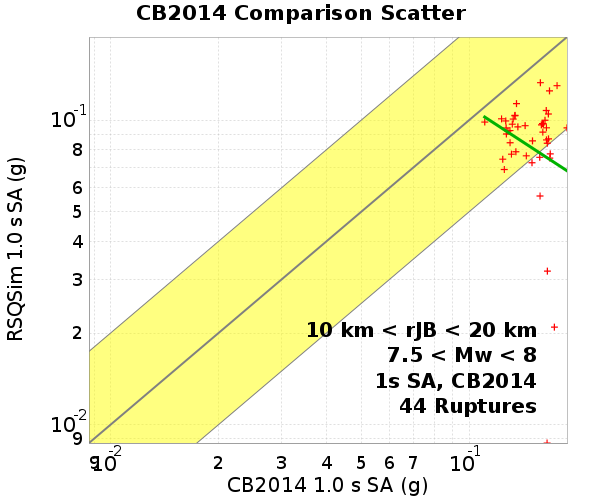 CB2014 Comparison Scatter
RSQSim 1.0 s SA (g)
10-1
8
6
5
4
3
2
10-2
9
10 km < rJB < 20 km
7.5 < Mw < 8
1s SA, CB2014
44 Ruptures
9 10-2 2 3 4 5 6 7 10-1
CB2014 1.0 s SA (g)